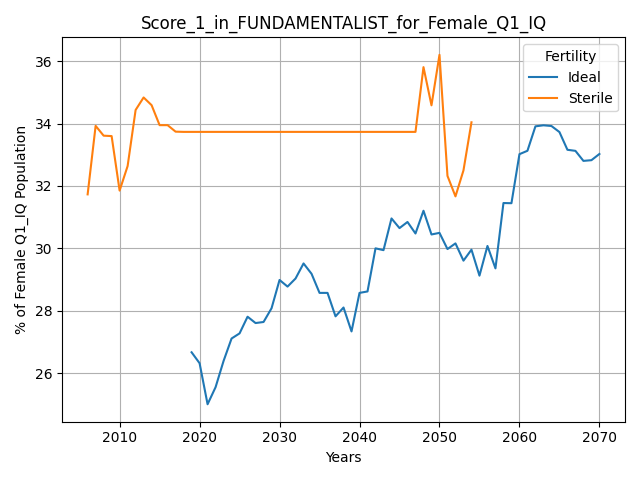 Score_1_in_FUNDAMENTALIST_for_Female_Q1_IQ
Fertility
Ideal
Sterile
% of Female Q1_IQ Population
36
34
32
30
28
26
2010 2020 2030 2040 2050 2060 2070
Years